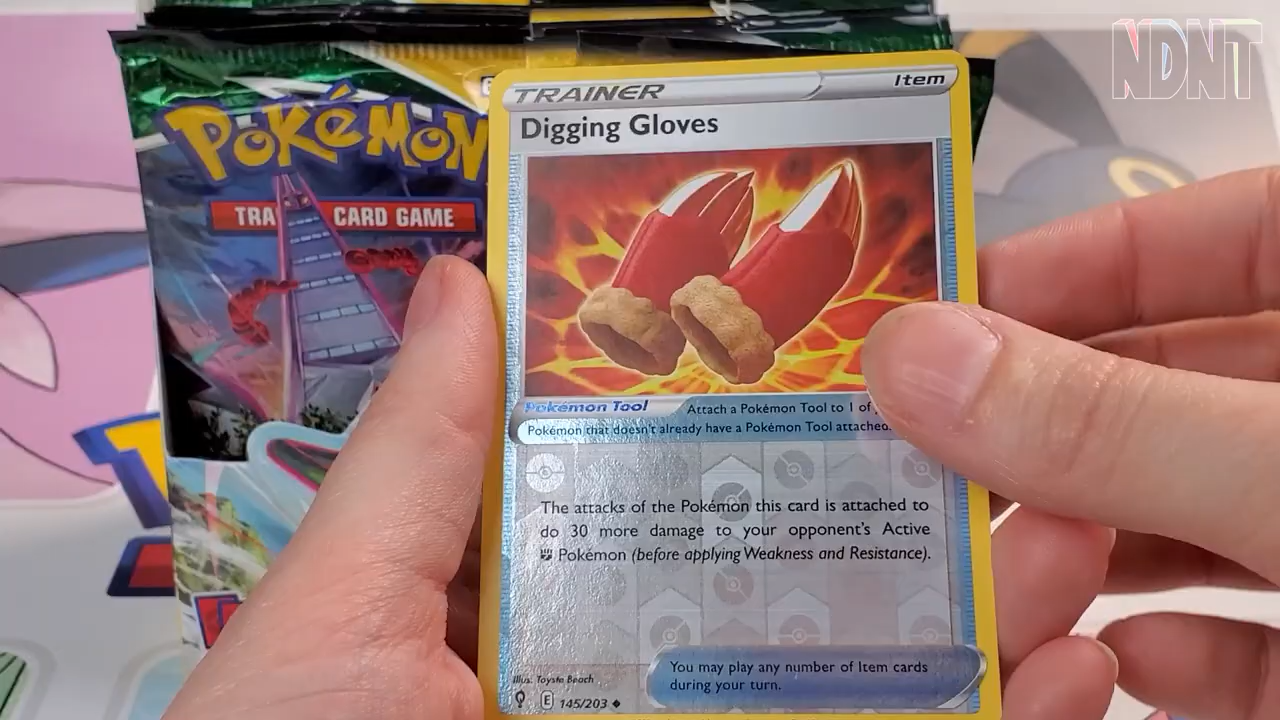 NDNT
POKéMON
TRA CARD GAME
TRAINER
Item
Digging Gloves
Pokémon Tool
Attach a Pokémon Tool to 1 of
Pokémon that doesn't already have a Pokémon Tool attached.
The attacks of the Pokémon this card is attached to
do 30 more damage to your opponent's Active
Pokémon (before applying Weakness and Resistance).
You may play any number of Item cards
during your turn.
Illus. Toyste Beach
E 145/203